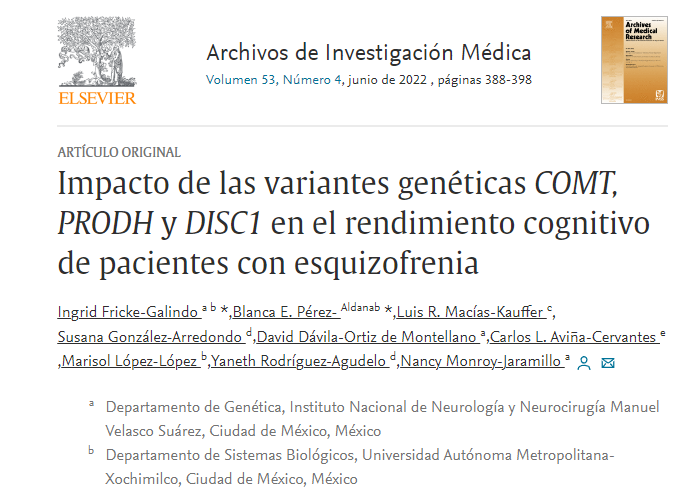 ELSEVIER
Archivos de Investigación Médica
Volumen 53, Número 4, junio de 2022 , páginas 388-398
Archives
of Medical
Research
ARTÍCULO ORIGINAL
Impacto de las variantes genéticas COMT,
PRODH y DISC1 en el rendimiento cognitivo
de pacientes con esquizofrenia
Ingrid Fricke-Galindo a b *,Blanca E. Pérez- Aldanab *,Luis R. Macías-Kauffer c,
Susana González-Arredondo d,David Dávila-Ortiz de Montellano a,Carlos L. Aviña-Cervantes e
,Marisol López-López b,Yaneth Rodríguez-Agudelo d,Nancy Monroy-Jaramillo a
a Departamento de Genética, Instituto Nacional de Neurología y Neurocirugía Manuel
Velasco Suárez, Ciudad de México, México
b Departamento de Sistemas Biológicos, Universidad Autónoma Metropolitana-
Xochimilco, Ciudad de México, México